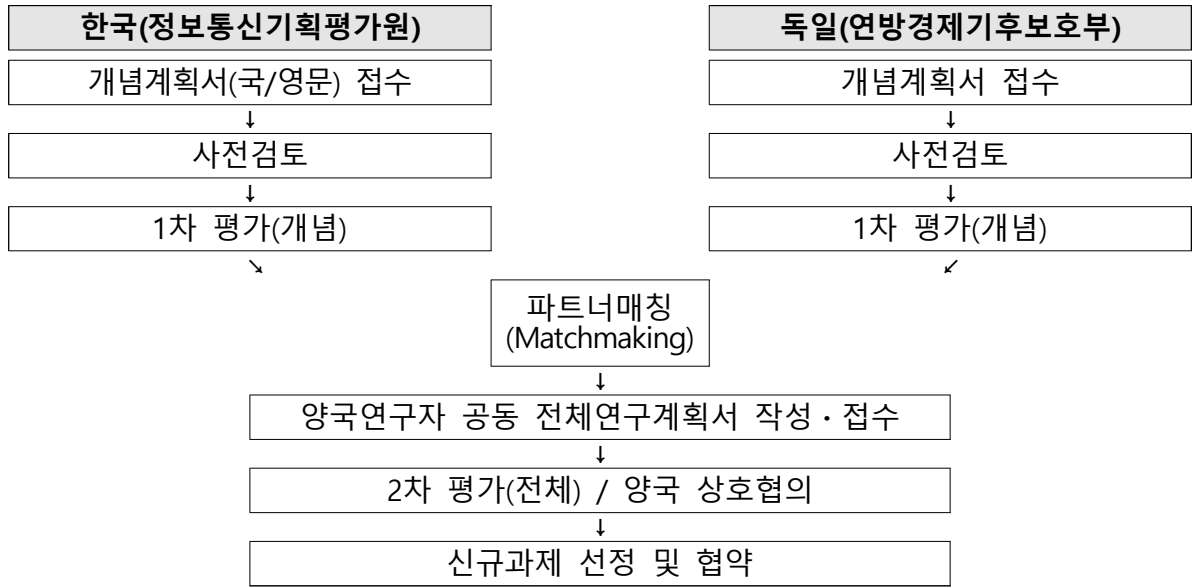 한국(정보통신기획평가원)
개념계획서(국/영문) 접수
↓
사전검토
↓
1차 평가(개념)
↘
독일(연방경제기후보호부)
개념계획서 접수
↓
사전검토
↓
1차 평가(개념)
↙
파트너매칭
(Matchmaking)
↓
양국연구자 공동 전체연구계획서 작성・접수
↓
2차 평가(전체) / 양국 상호협의
↓
신규과제 선정 및 협약